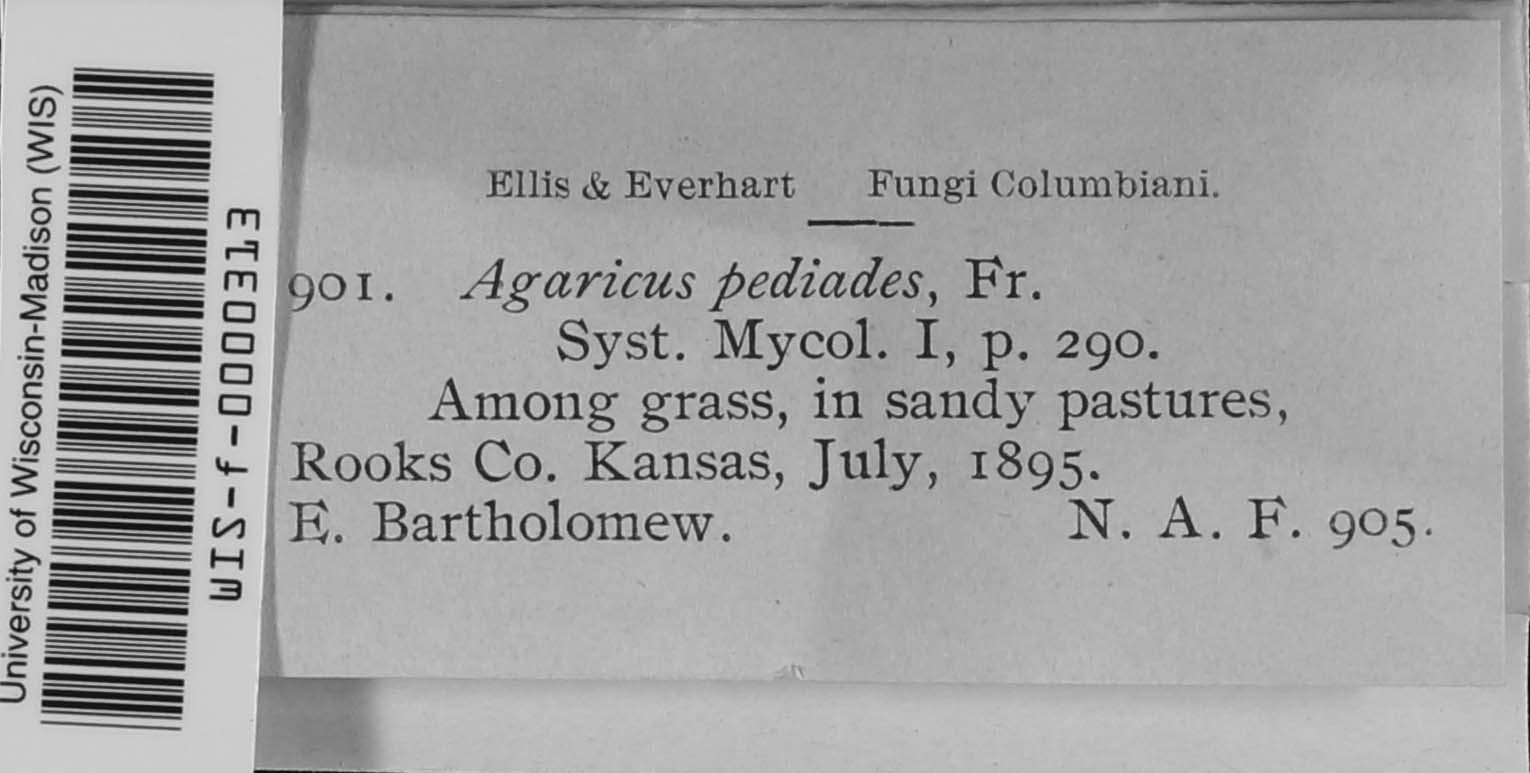 University of Wisconsin-Madison (WIS)
WIS-f-0000313
Ellis & Everhart Fungi Columbiani.
901. Agaricus pediades, Fr.
Syst. Mycol. I, p. 290.
Among grass, in sandy pastures,
Rooks Co. Kansas, July, 1895.
E. Bartholomew. N. A. F. 905.